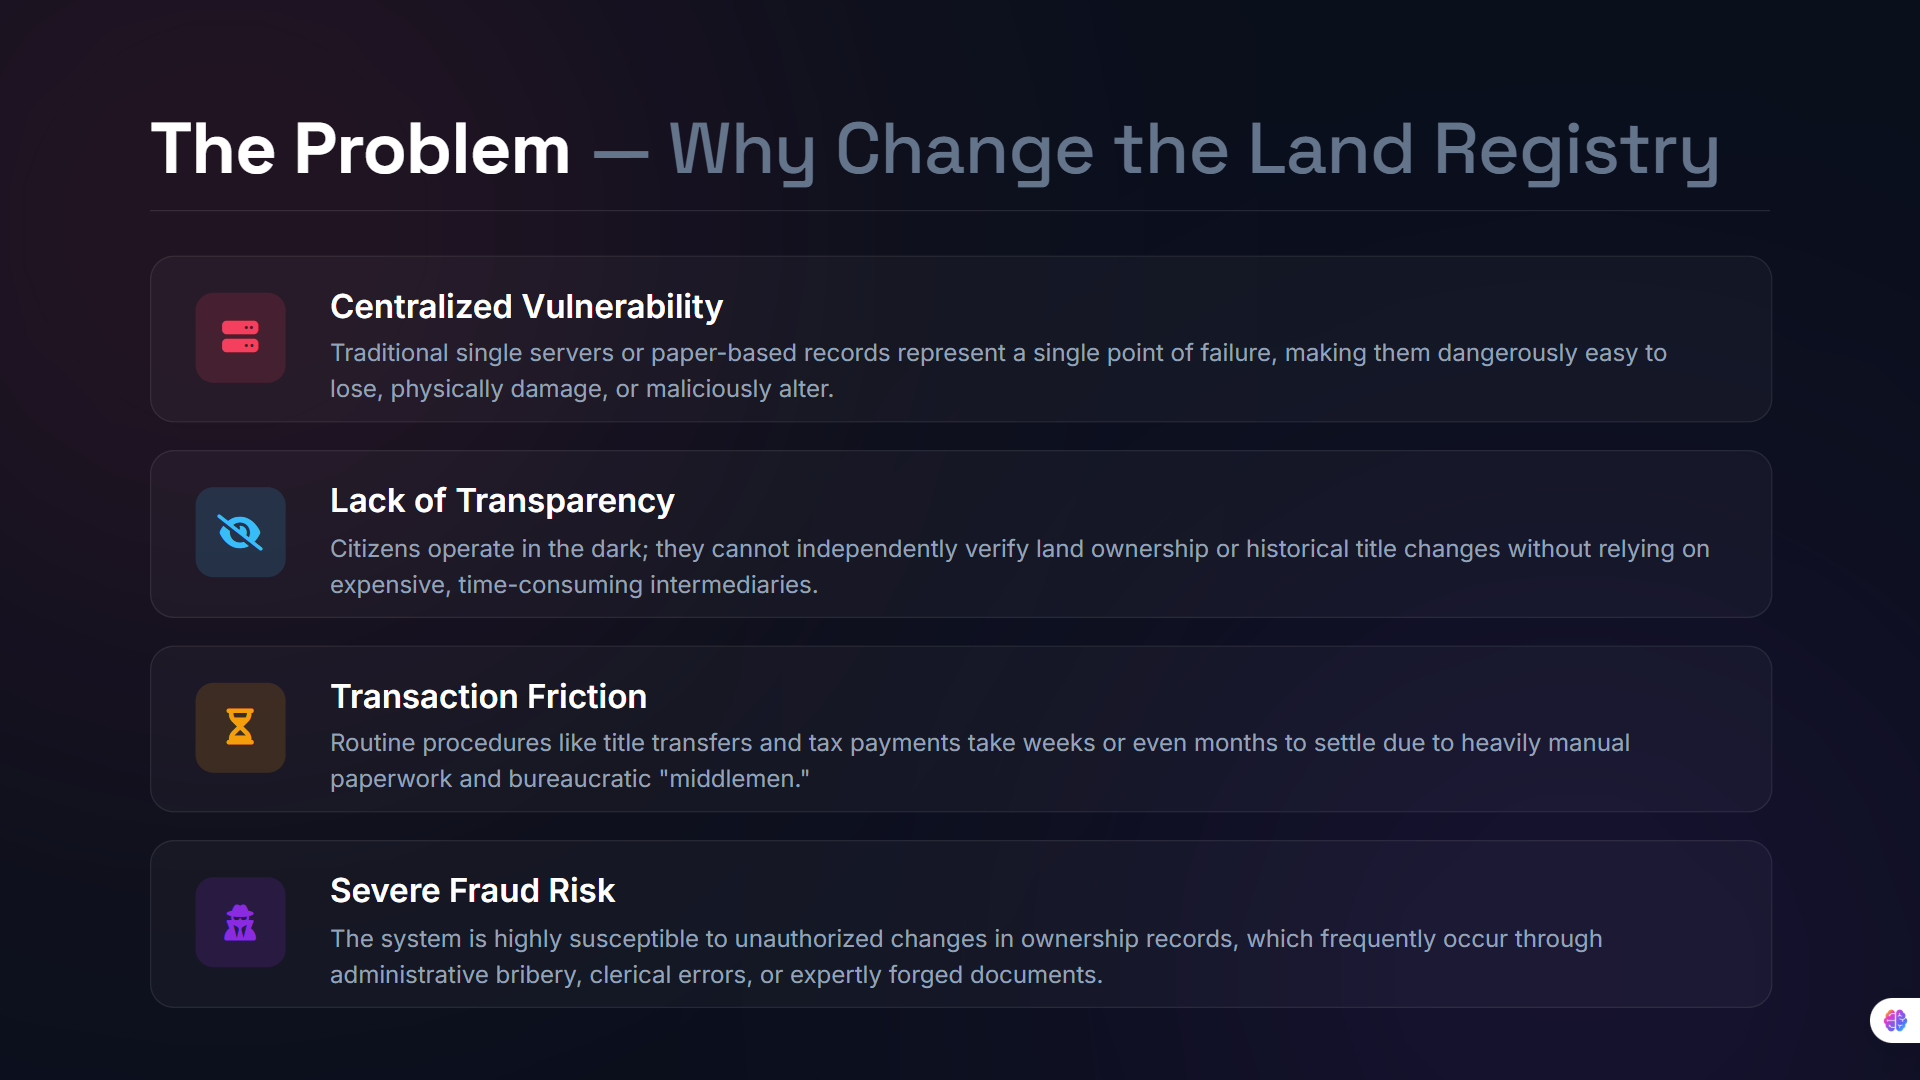 The Problem — Why Change the Land Registry
Centralized Vulnerability
Traditional single servers or paper-based records represent a single point of failure, making them dangerously easy to
lose, physically damage, or maliciously alter.
Lack of Transparency
Citizens operate in the dark; they cannot independently verify land ownership or historical title changes without relying on
expensive, time-consuming intermediaries.
Transaction Friction
Routine procedures like title transfers and tax payments take weeks or even months to settle due to heavily manual
paperwork and bureaucratic "middlemen."
Severe Fraud Risk
The system is highly susceptible to unauthorized changes in ownership records, which frequently occur through
administrative bribery, clerical errors, or expertly forged documents.